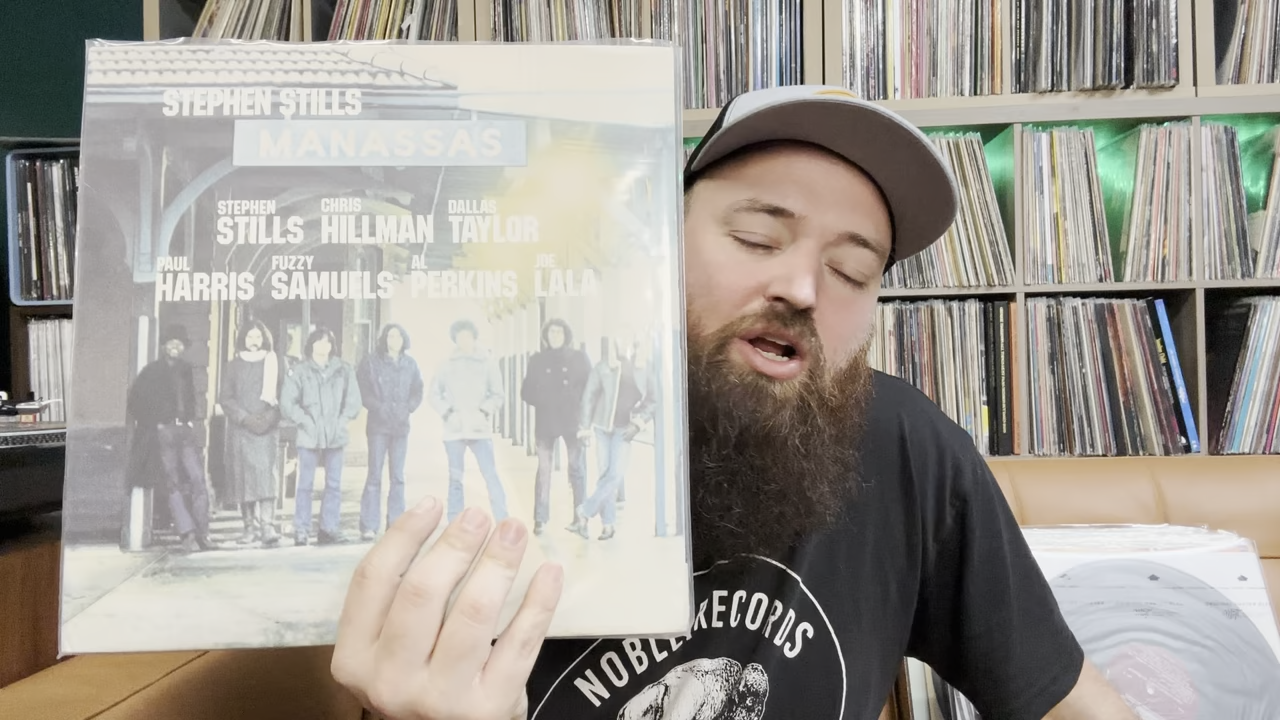 STEPHEN STILLS
MANASSAS
STEPHEN CHRIS DALLAS
STILLS HILLMAN TAYLOR
PAUL FUZZY AL JOE
HARRIS SAMUELS PERKINS LALA
NOBLE RECORDS